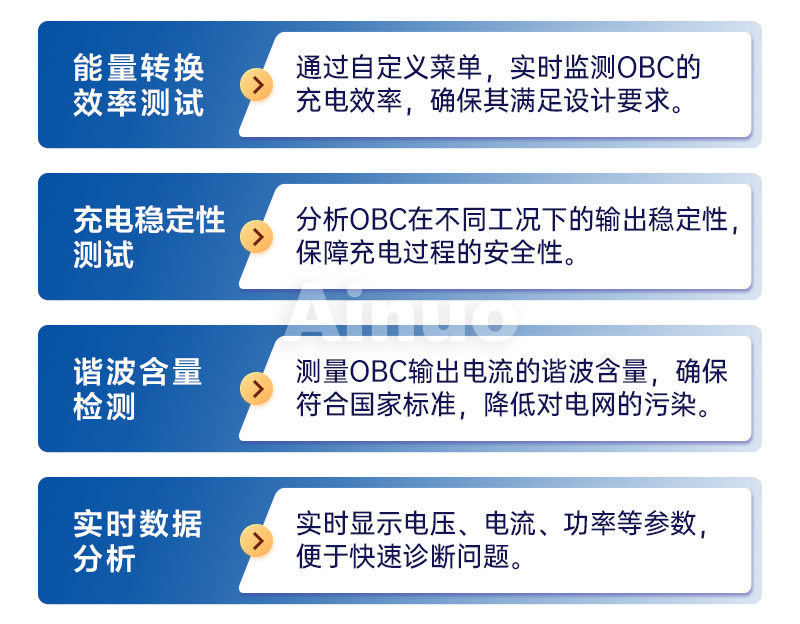 能量转换
效率测试
通过自定义菜单，实时监测OBC的
充电效率，确保其满足设计要求。
充电稳定性
测试
分析OBC在不同工况下的输出稳定性，
保障充电过程的安全性。
Ainuo
谐波含量
检测
测量OBC输出电流的谐波含量，确保
符合国家标准，降低对电网的污染。
实时数据
分析
实时显示电压、电流、功率等参数，
便于快速诊断问题。